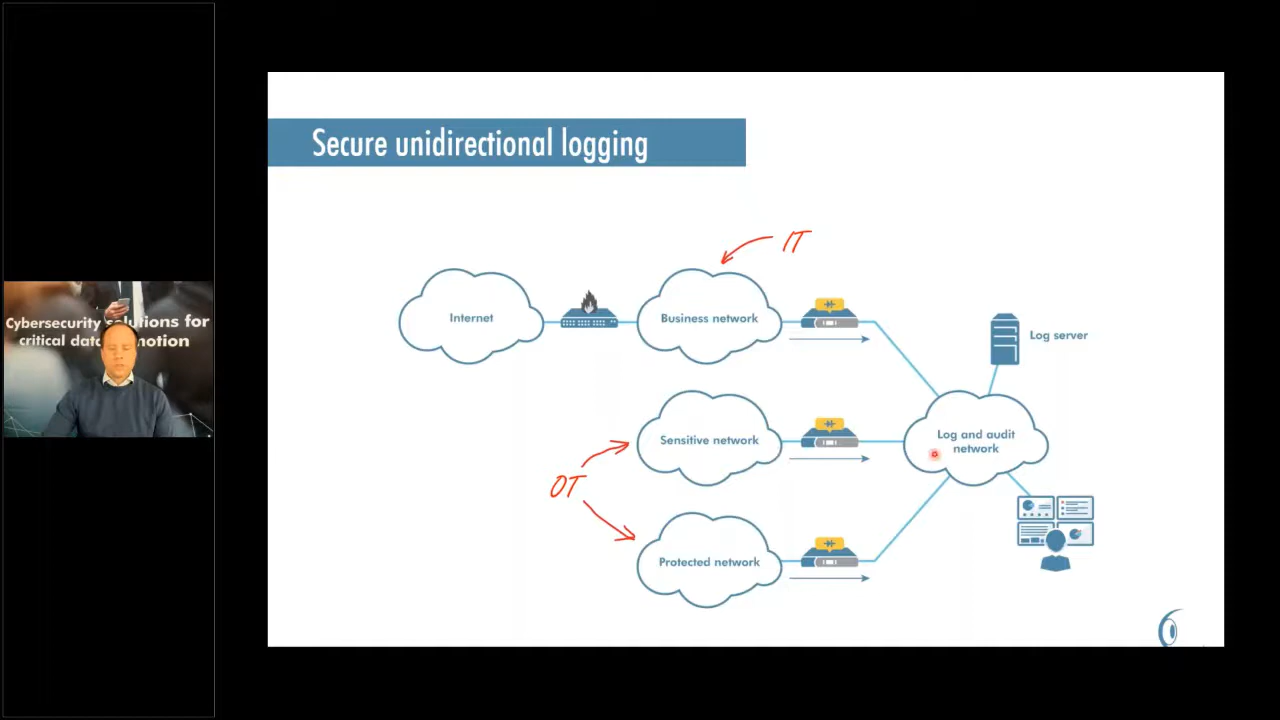 Secure unidirectional logging
IT
Internet
Business network
Log server
Sensitive network
Log and audit
network
OT
Protected network
Cybersecurity solutions for
critical data
motion